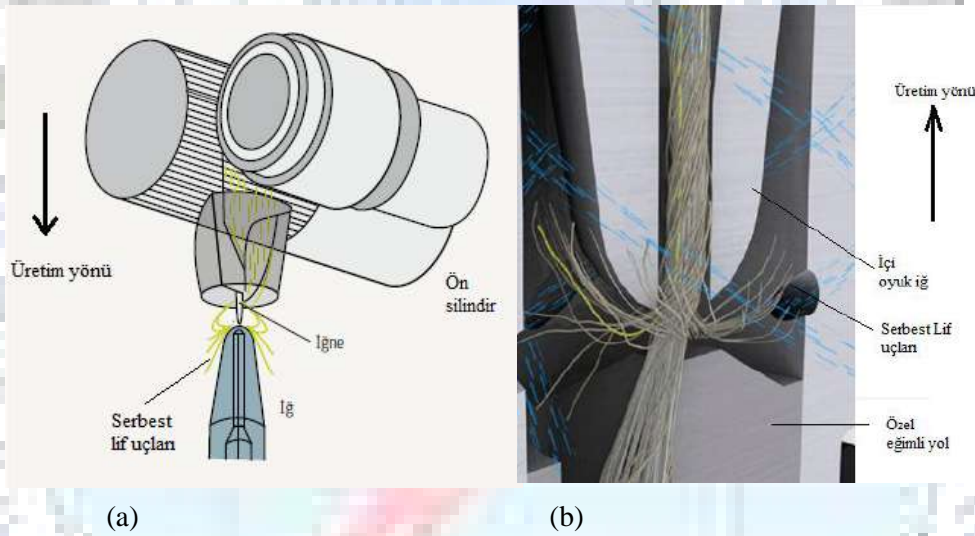 Üretim yönü
Ön
silindir
İğne
Serbest
lif uçları
İğ
Üretim yönü
İçi
oyuk iğ
Serbest Lif
uçları
Özel
eğimli yol
(a)
(b)